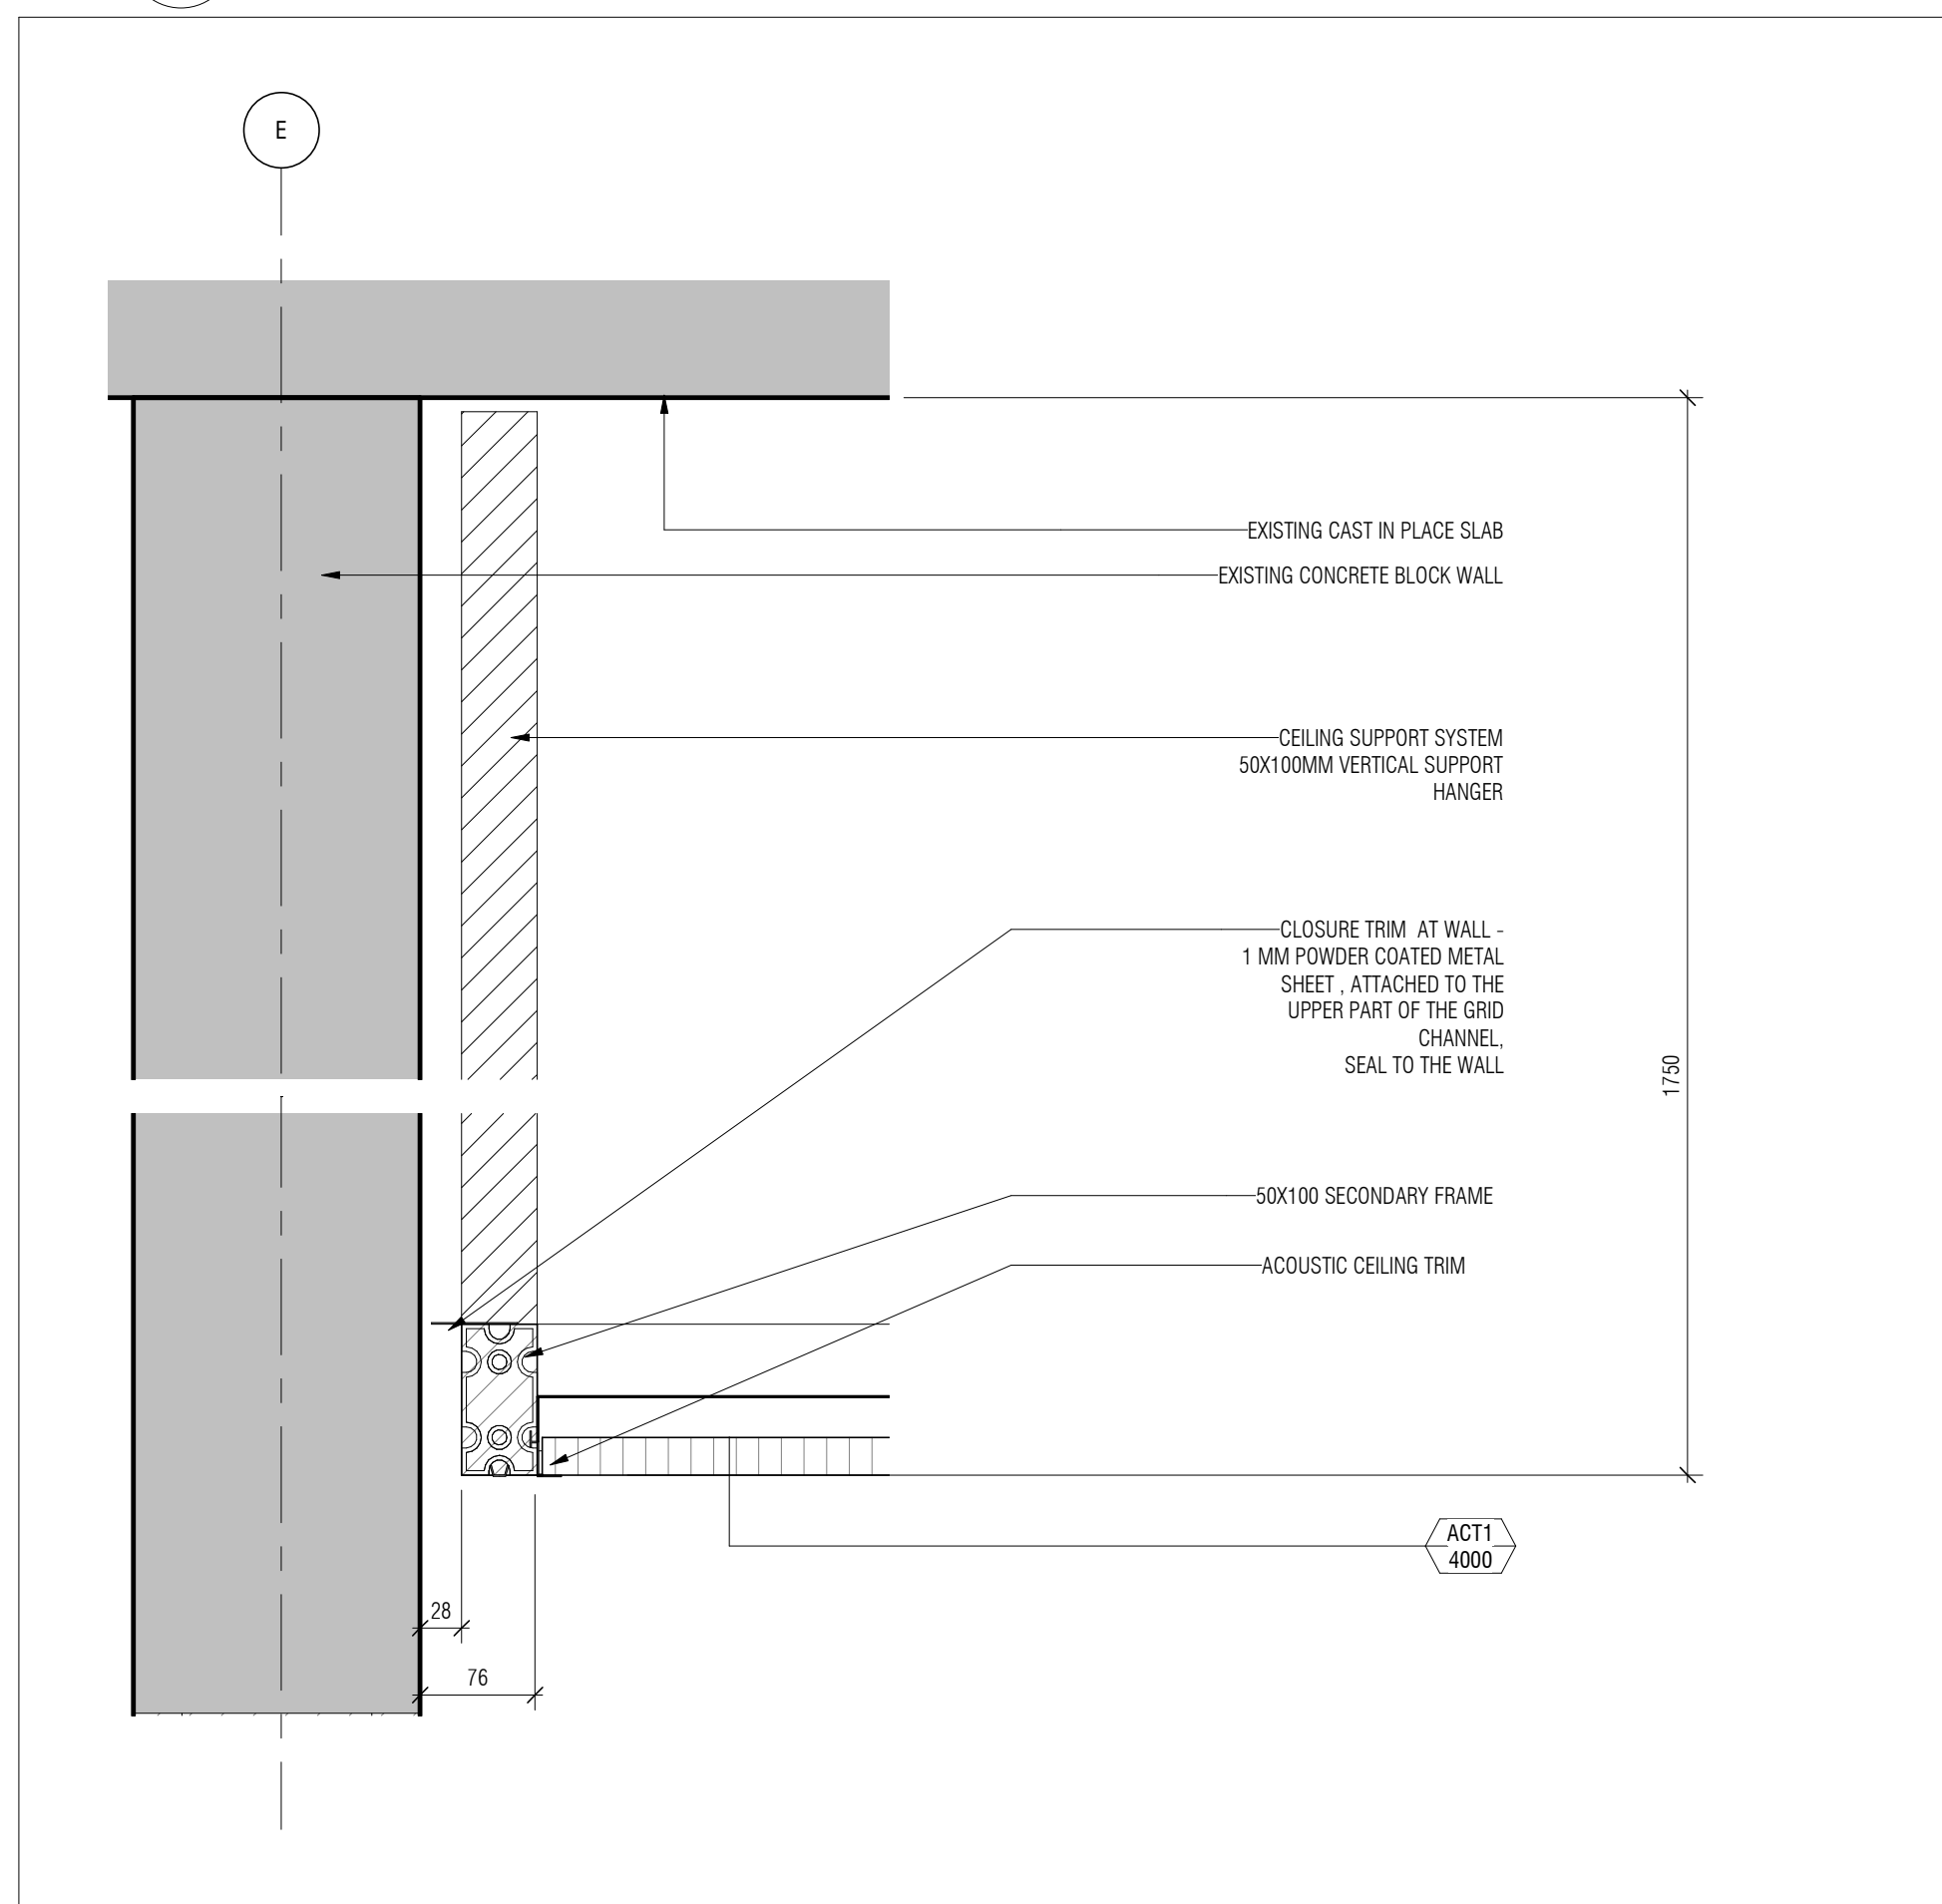 E
EXISTING CAST IN PLACE SLAB
EXISTING CONCRETE BLOCK WALL
CEILING SUPPORT SYSTEM
50X100MM VERTICAL SUPPORT
HANGER
CLOSURE TRIM  AT WALL -
1 MM POWDER COATED METAL
SHEET , ATTACHED TO THE
UPPER PART OF THE GRID
CHANNEL,
SEAL TO THE WALL
1750
50X100 SECONDARY FRAME
ACOUSTIC CEILING TRIM
ACT1
4000
28
76